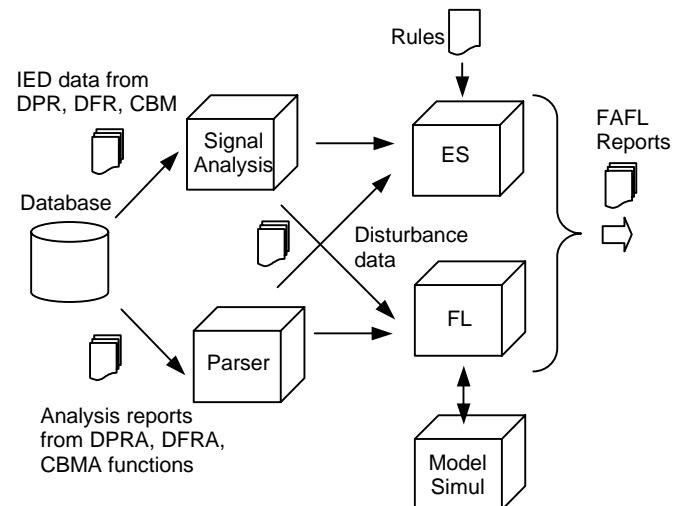 Rules
IED data from
DPR, DFR, CBM
Signal
Analysis
ES
FAFL
Reports
Database
Disturbance
data
FL
Parser
Analysis reports
from DPRA, DFRA,
CBMA functions
Model
Simul